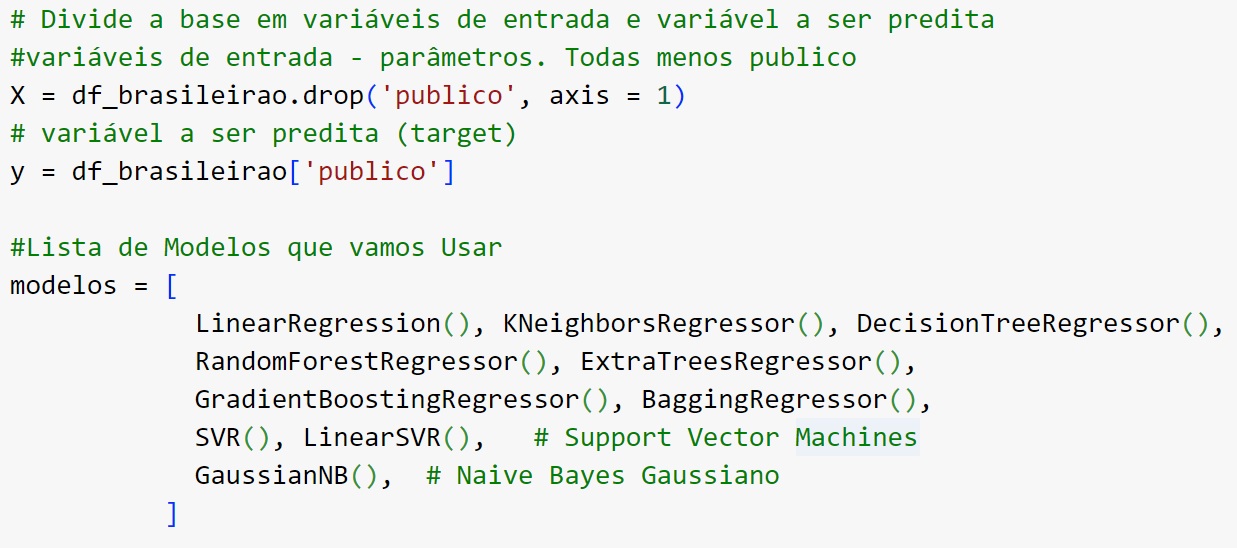 # Divide a base em variáveis de entrada e variável a ser predita
#variáveis de entrada - parâmetros. Todas menos publico
X = df_brasileirao.drop('publico', axis = 1)
# variável a ser predita (target)
y = df_brasileirao['publico']
#Lista de Modelos que vamos Usar
modelos = [
LinearRegression(), KNeighborsRegressor(), DecisionTreeRegressor(),
RandomForestRegressor(), ExtraTreesRegressor(),
GradientBoostingRegressor(), BaggingRegressor(),
SVR(), LinearSVR(),   # Support Vector Machines
GaussianNB(),  # Naive Bayes Gaussiano
]